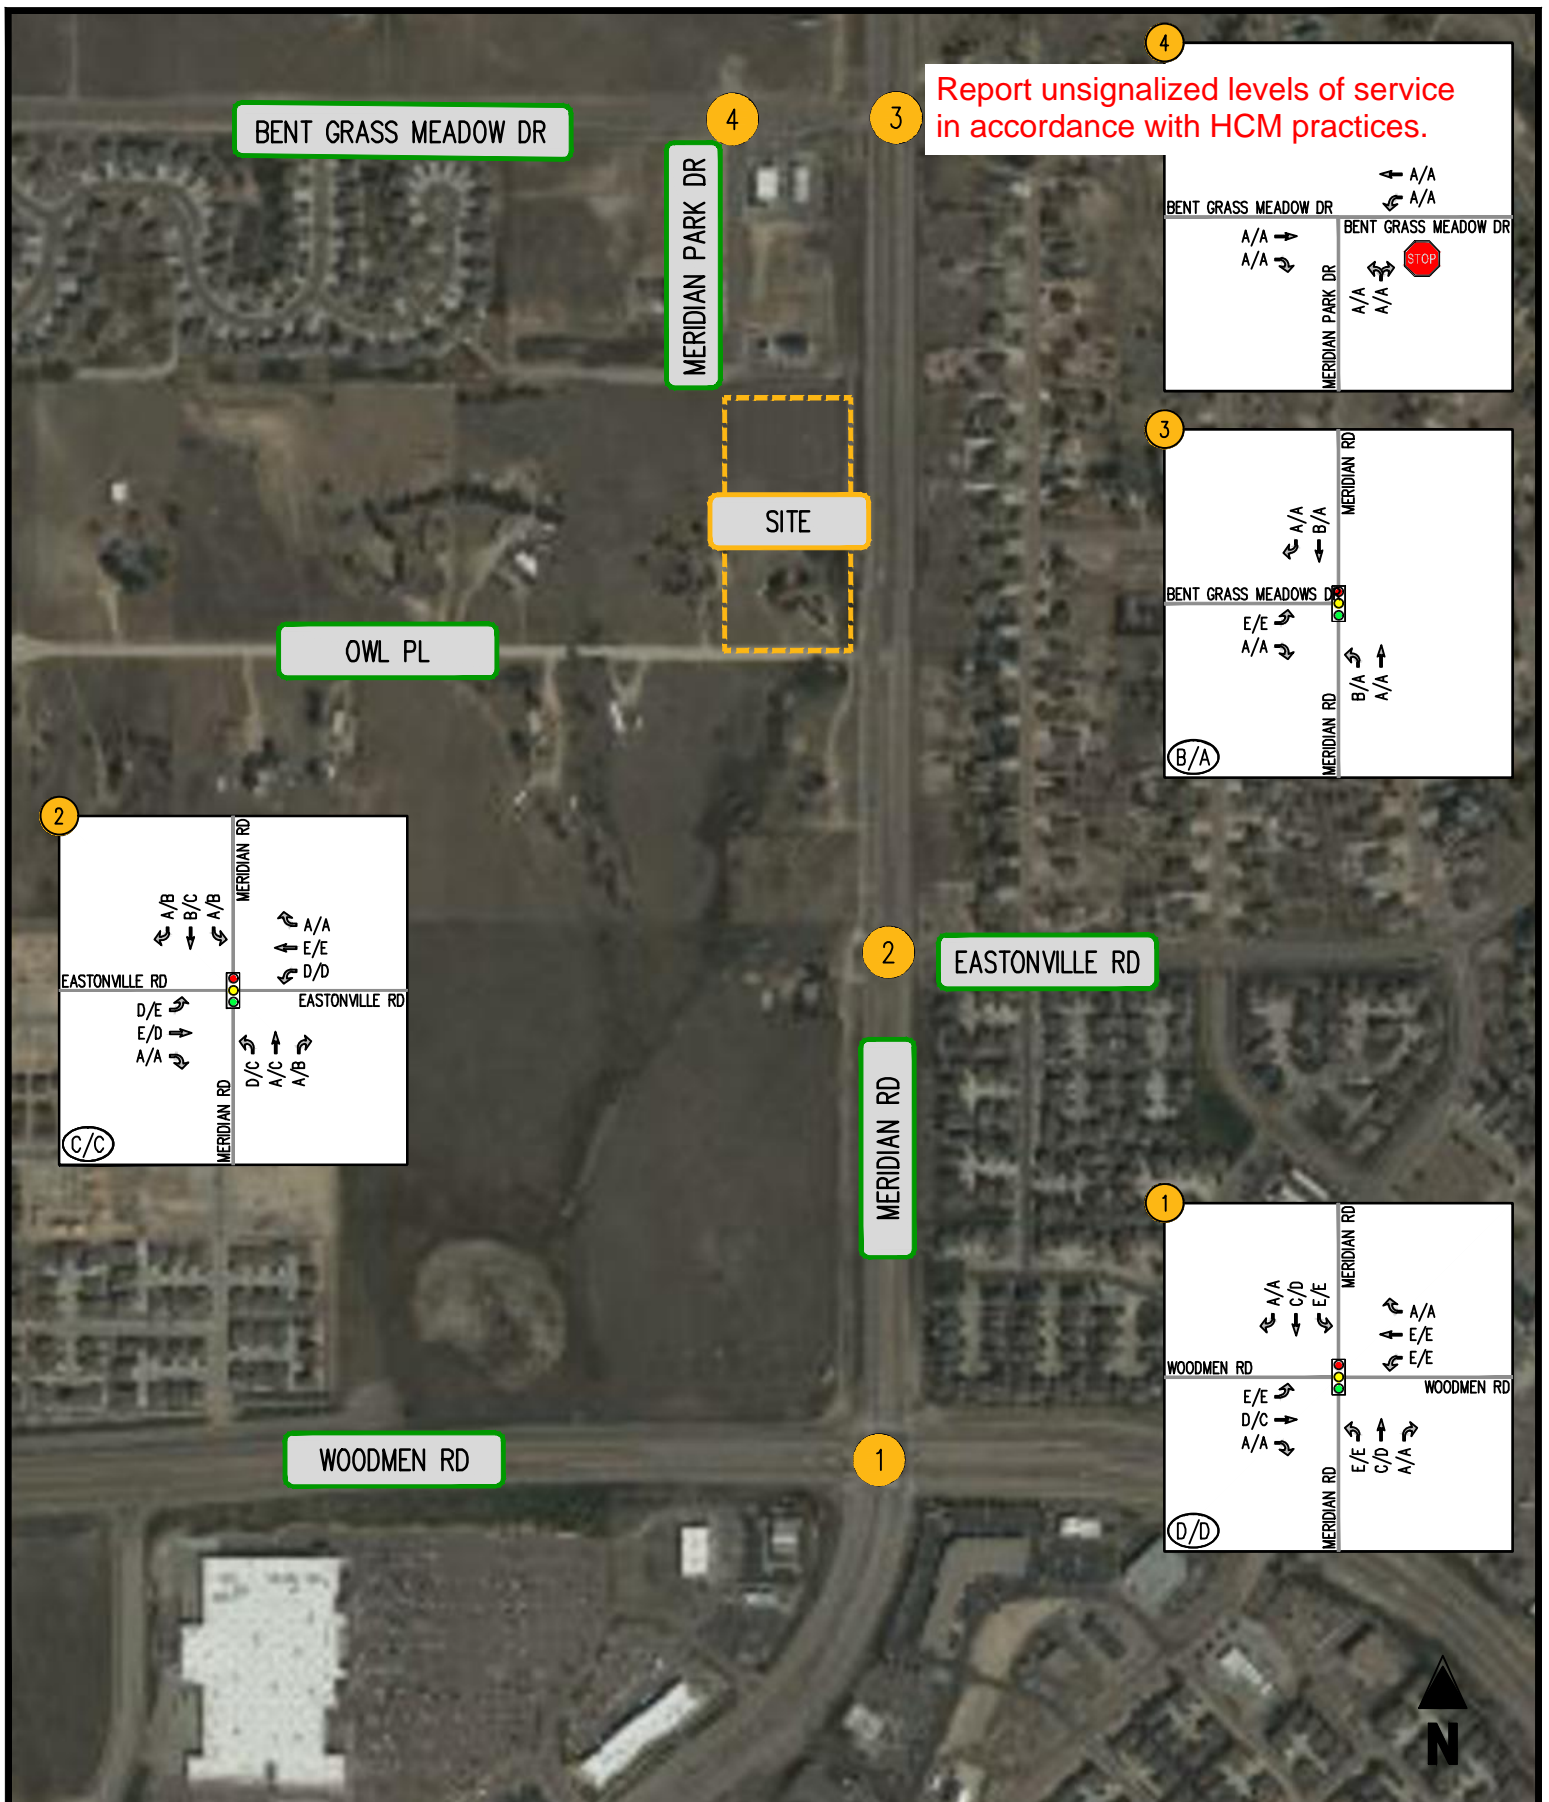 4
Report unsignalized levels of service
in accordance with HCM practices.
BENT GRASS MEADOW DR
4
3
MERIDIAN PARK DR
A/A
A/A
BENT GRASS MEADOW DR
BENT GRASS MEADOW DR
A/A
A/A
STOP
A/A
A/A
MERIDIAN PARK DR
3
MERIDIAN RD
A/A
B/A
BENT GRASS MEADOWS DR
E/E
A/A
B/A
A/A
MERIDIAN RD
B/A
SITE
OWL PL
2
MERIDIAN RD
A/B
B/C
A/B
A/A
E/E
D/D
EASTONVILLE RD
EASTONVILLE RD
D/E
E/D
A/A
D/C
A/C
A/B
MERIDIAN RD
C/C
2
EASTONVILLE RD
MERIDIAN RD
1
MERIDIAN RD
A/A
C/D
E/E
A/A
E/E
E/E
WOODMEN RD
WOODMEN RD
E/E
D/C
A/A
E/E
C/D
A/A
MERIDIAN RD
D/D
WOODMEN RD
1
N